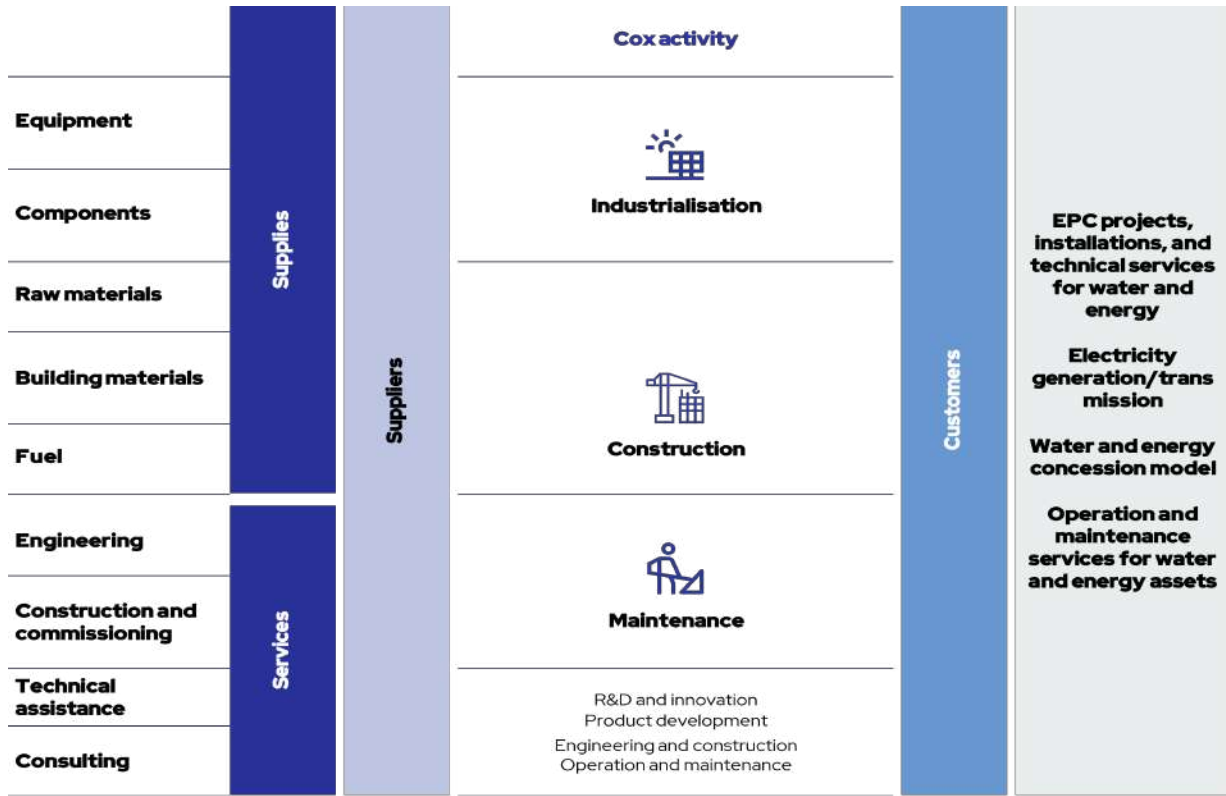 Cox activity
Equipment
Components
Raw materials
Building materials
Fuel
Engineering
Construction and
commissioning
Technical
assistance
Consulting
Supplies
Services
Suppliers
Industrialisation
Construction
Maintenance
R&D and innovation
Product development
Engineering and construction
Operation and maintenance
Customers
EPC projects,
installations, and
technical services
for water and
energy
Electricity
generation/trans
mission
Water and energy
concession model
Operation and
maintenance
services for water
and energy assets